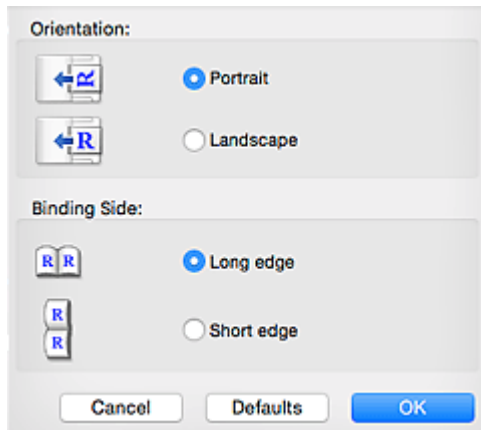 Orientation:
R
Portrait
R
Landscape
Binding Side:
R R
Long edge
R
R
Short edge
Cancel Defaults OK